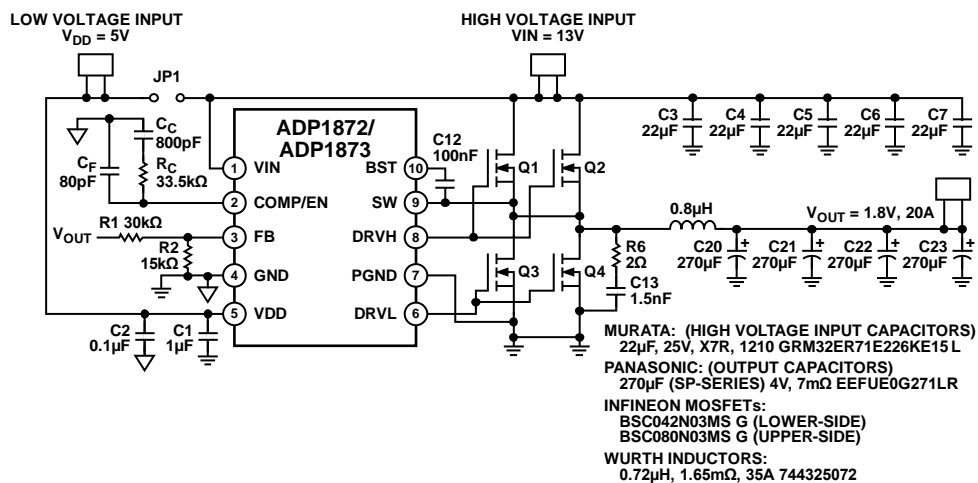 LOW VOLTAGE INPUT
VDD = 5V
HIGH VOLTAGE INPUT
VIN = 13V
JP1
C3
22µF
C4
22µF
C5
22µF
C6
22µF
C7
22µF
CC
800pF
CF
80pF
RC
33.5kΩ
ADP1872/
ADP1873
C12
100nF
1
VIN
BST
10
Q1
Q2
2
COMP/EN
SW
9
R1 30kΩ
VOUT
3
FB
DRVH
8
0.8µH
VOUT = 1.8V, 20A
R2
15kΩ
4
GND
PGND
7
Q3
Q4
R6
2Ω
C20
270µF
+
C21
270µF
+
C22
270µF
+
C23
270µF
+
5
VDD
DRVL
6
C13
1.5nF
C2
0.1µF
C1
1µF
MURATA: (HIGH VOLTAGE INPUT CAPACITORS)
22µF, 25V, X7R, 1210 GRM32ER71E226KE15 L
PANASONIC: (OUTPUT CAPACITORS)
270µF (SP-SERIES) 4V, 7mΩ EEFUE0G271LR
INFINEON MOSFETs:
BSC042N03MS G (LOWER-SIDE)
BSC080N03MS G (UPPER-SIDE)
WURTH INDUCTORS:
0.72µH, 1.65mΩ, 35A 744325072